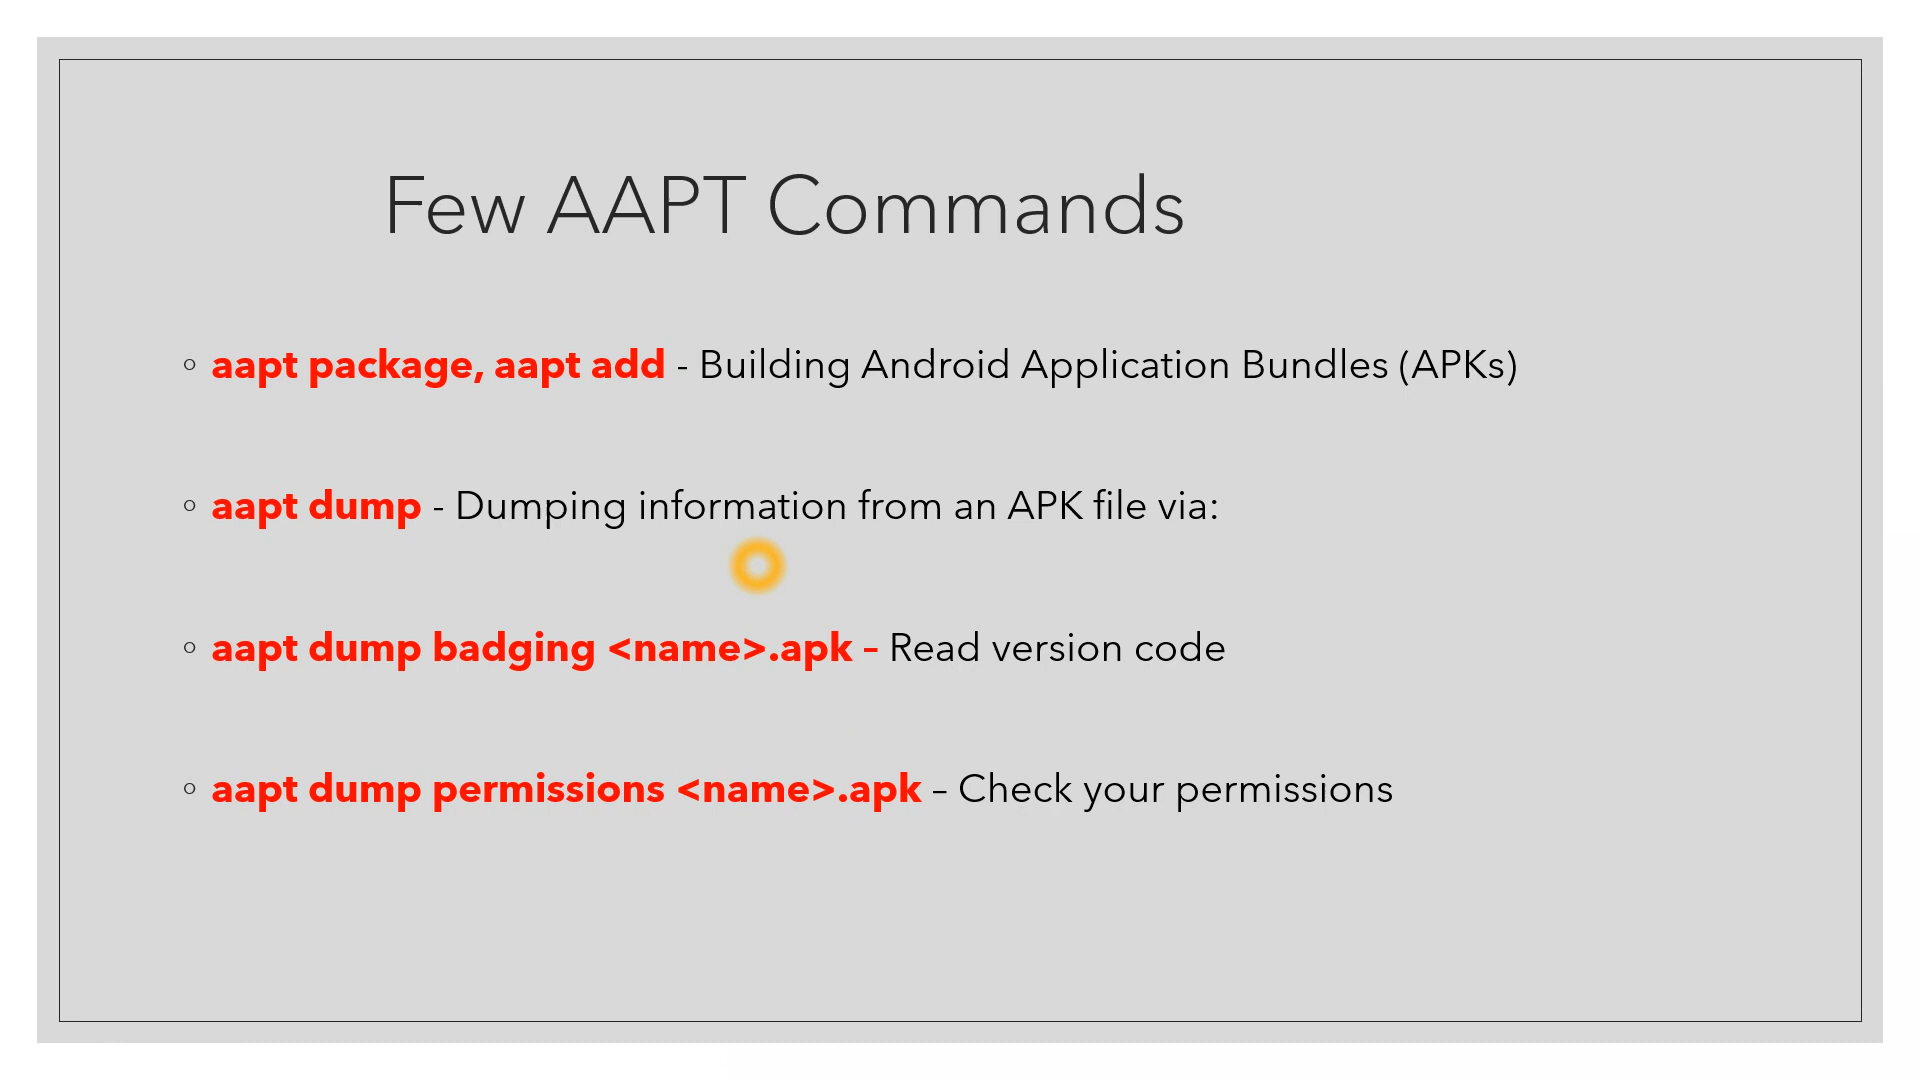 Few AAPT Commands
◦ aapt package, aapt add - Building Android Application Bundles (APKs)
◦ aapt dump - Dumping information from an APK file via:
◦ aapt dump badging <name>.apk – Read version code
◦ aapt dump permissions <name>.apk – Check your permissions